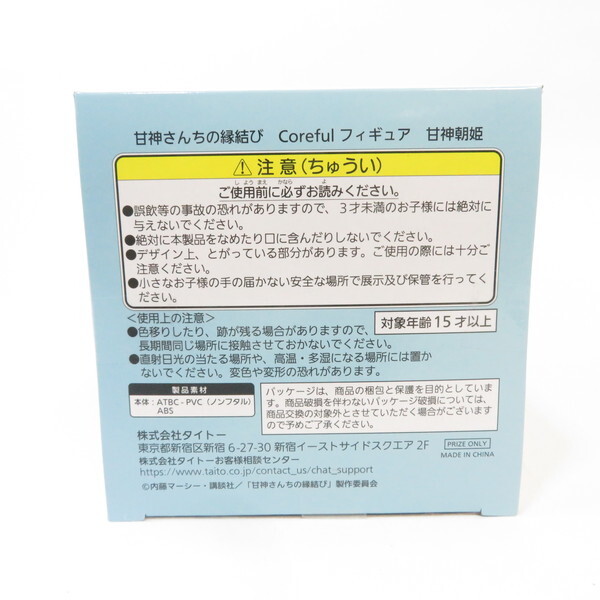 甘神さんちの縁結び Coreful フィギュア 甘神朝姫
⚠注意(ちゅうい)
ご使用前に必ずお読みください。
●誤飲等の事故の恐れがありますので、3才未満のお子様には絶対に
与えないでください。
●絶対に本製品をなめたり口に含んだりしないでください。
●デザイン上、とがっている部分があります。ご使用の際には十分ご
注意ください。
●小さなお子様の手の届かない安全な場所で展示及び保管を行ってく
ださい。
<使用上の注意>
●色移りしたり、跡が残る場合がありますので、
長期間同じ場所に接触させておかないでください。
●直射日光の当たる場所や、高温・多湿になる場所には置か
ないでください。変色や変形の恐れがあります。
対象年齢15才以上
製品素材
本体:ATBC-PVC(ノンフタル)
ABS
パッケージは、商品の梱包と保護を目的としていま
す。商品破損を伴わないパッケージ破損については、
商品交換の対象外とさせていただく場合がございます
ので予めご了承ください。
株式会社タイトー
東京都新宿区新宿 6-27-30 新宿イーストサイドスクエア 2F
株式会社タイトーお客様相談センター
https://www.taito.co.jp/contact_us/chat_support
PRIZE ONLY
MADE IN CHINA
©内藤マーシー・講談社/「甘神さんちの縁結び」製作委員会